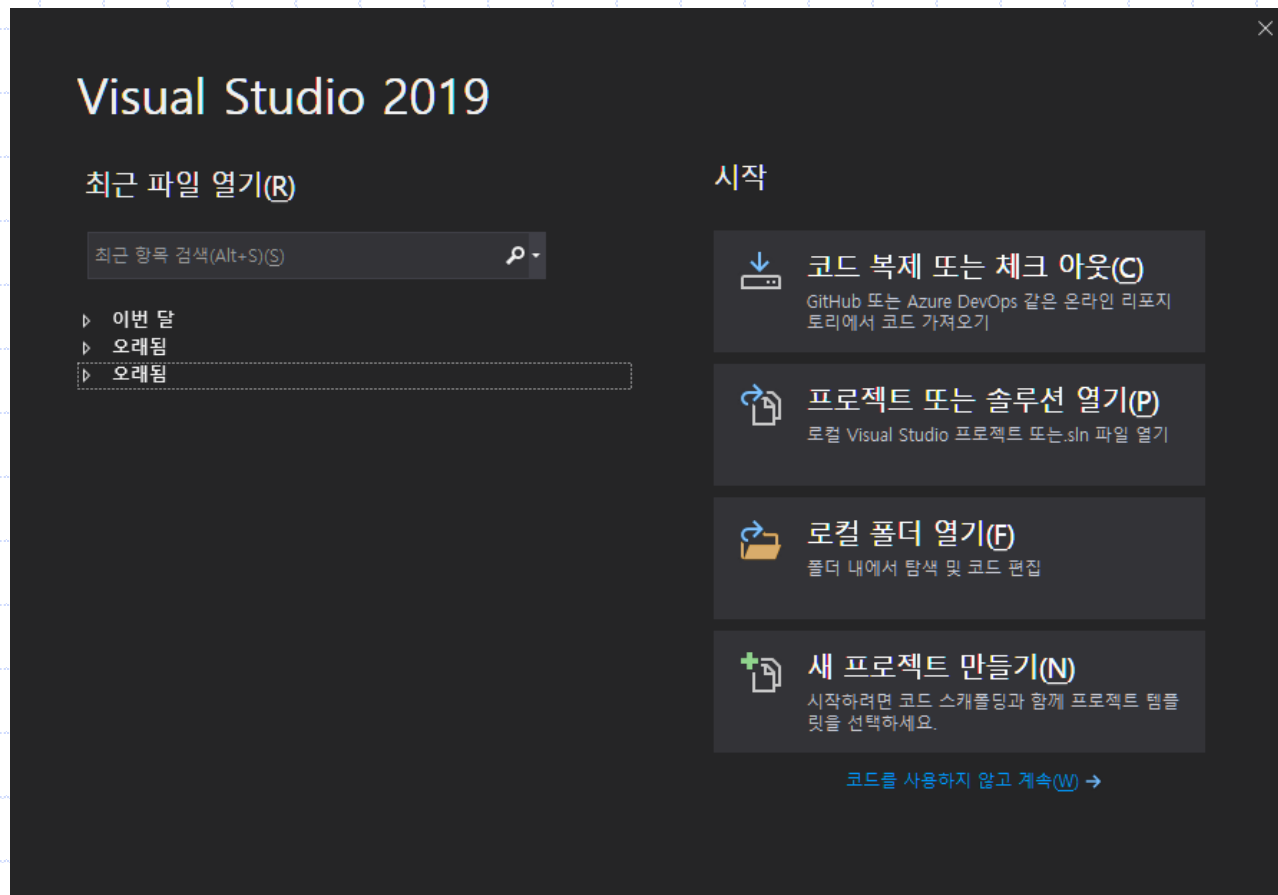 Visual Studio 2019
최근 파일 열기(R)
최근 항목 검색(Alt+S)(S)
이번 달
오래됨
오래됨
시작
코드 복제 또는 체크 아웃(C)
GitHub 또는 Azure DevOps 같은 온라인 리포지
토리에서 코드 가져오기
프로젝트 또는 솔루션 열기(P)
로컬 Visual Studio 프로젝트 또는.sln 파일 열기
로컬 폴더 열기(F)
폴더 내에서 탐색 및 코드 편집
새 프로젝트 만들기(N)
시작하려면 코드 스캐폴딩과 함께 프로젝트 템플
릿을 선택하세요.
코드를 사용하지 않고 계속(W) →